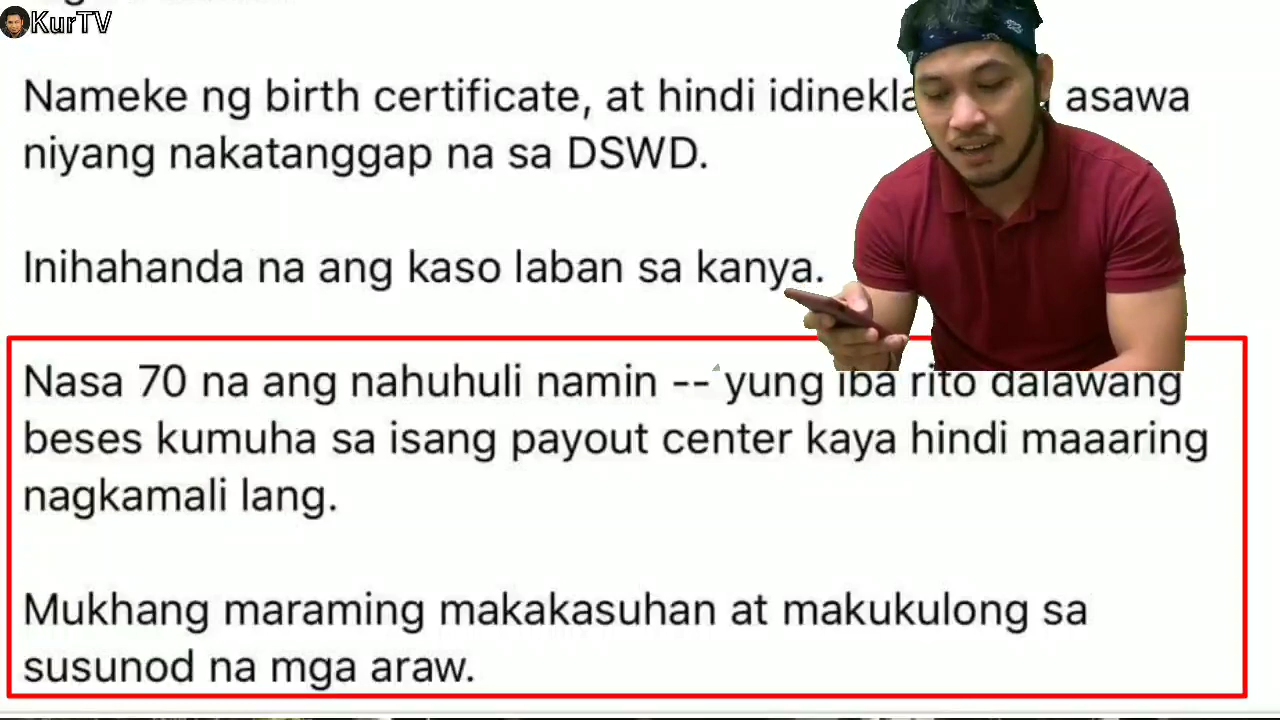 KurTV
Nameke ng birth certificate, at hindi asawa
niyang nakatanggap na sa DSWD.
Inihahanda na ang kaso laban sa kanya.
Nasa 70 na ang nahuhuli namin -- yung iba rito dalawang
beses kumuha sa isang payout center kaya hindi maaaring
nagkamali lang.
Mukhang maraming makakasuhan at makukulong sa
susunod na mga araw.